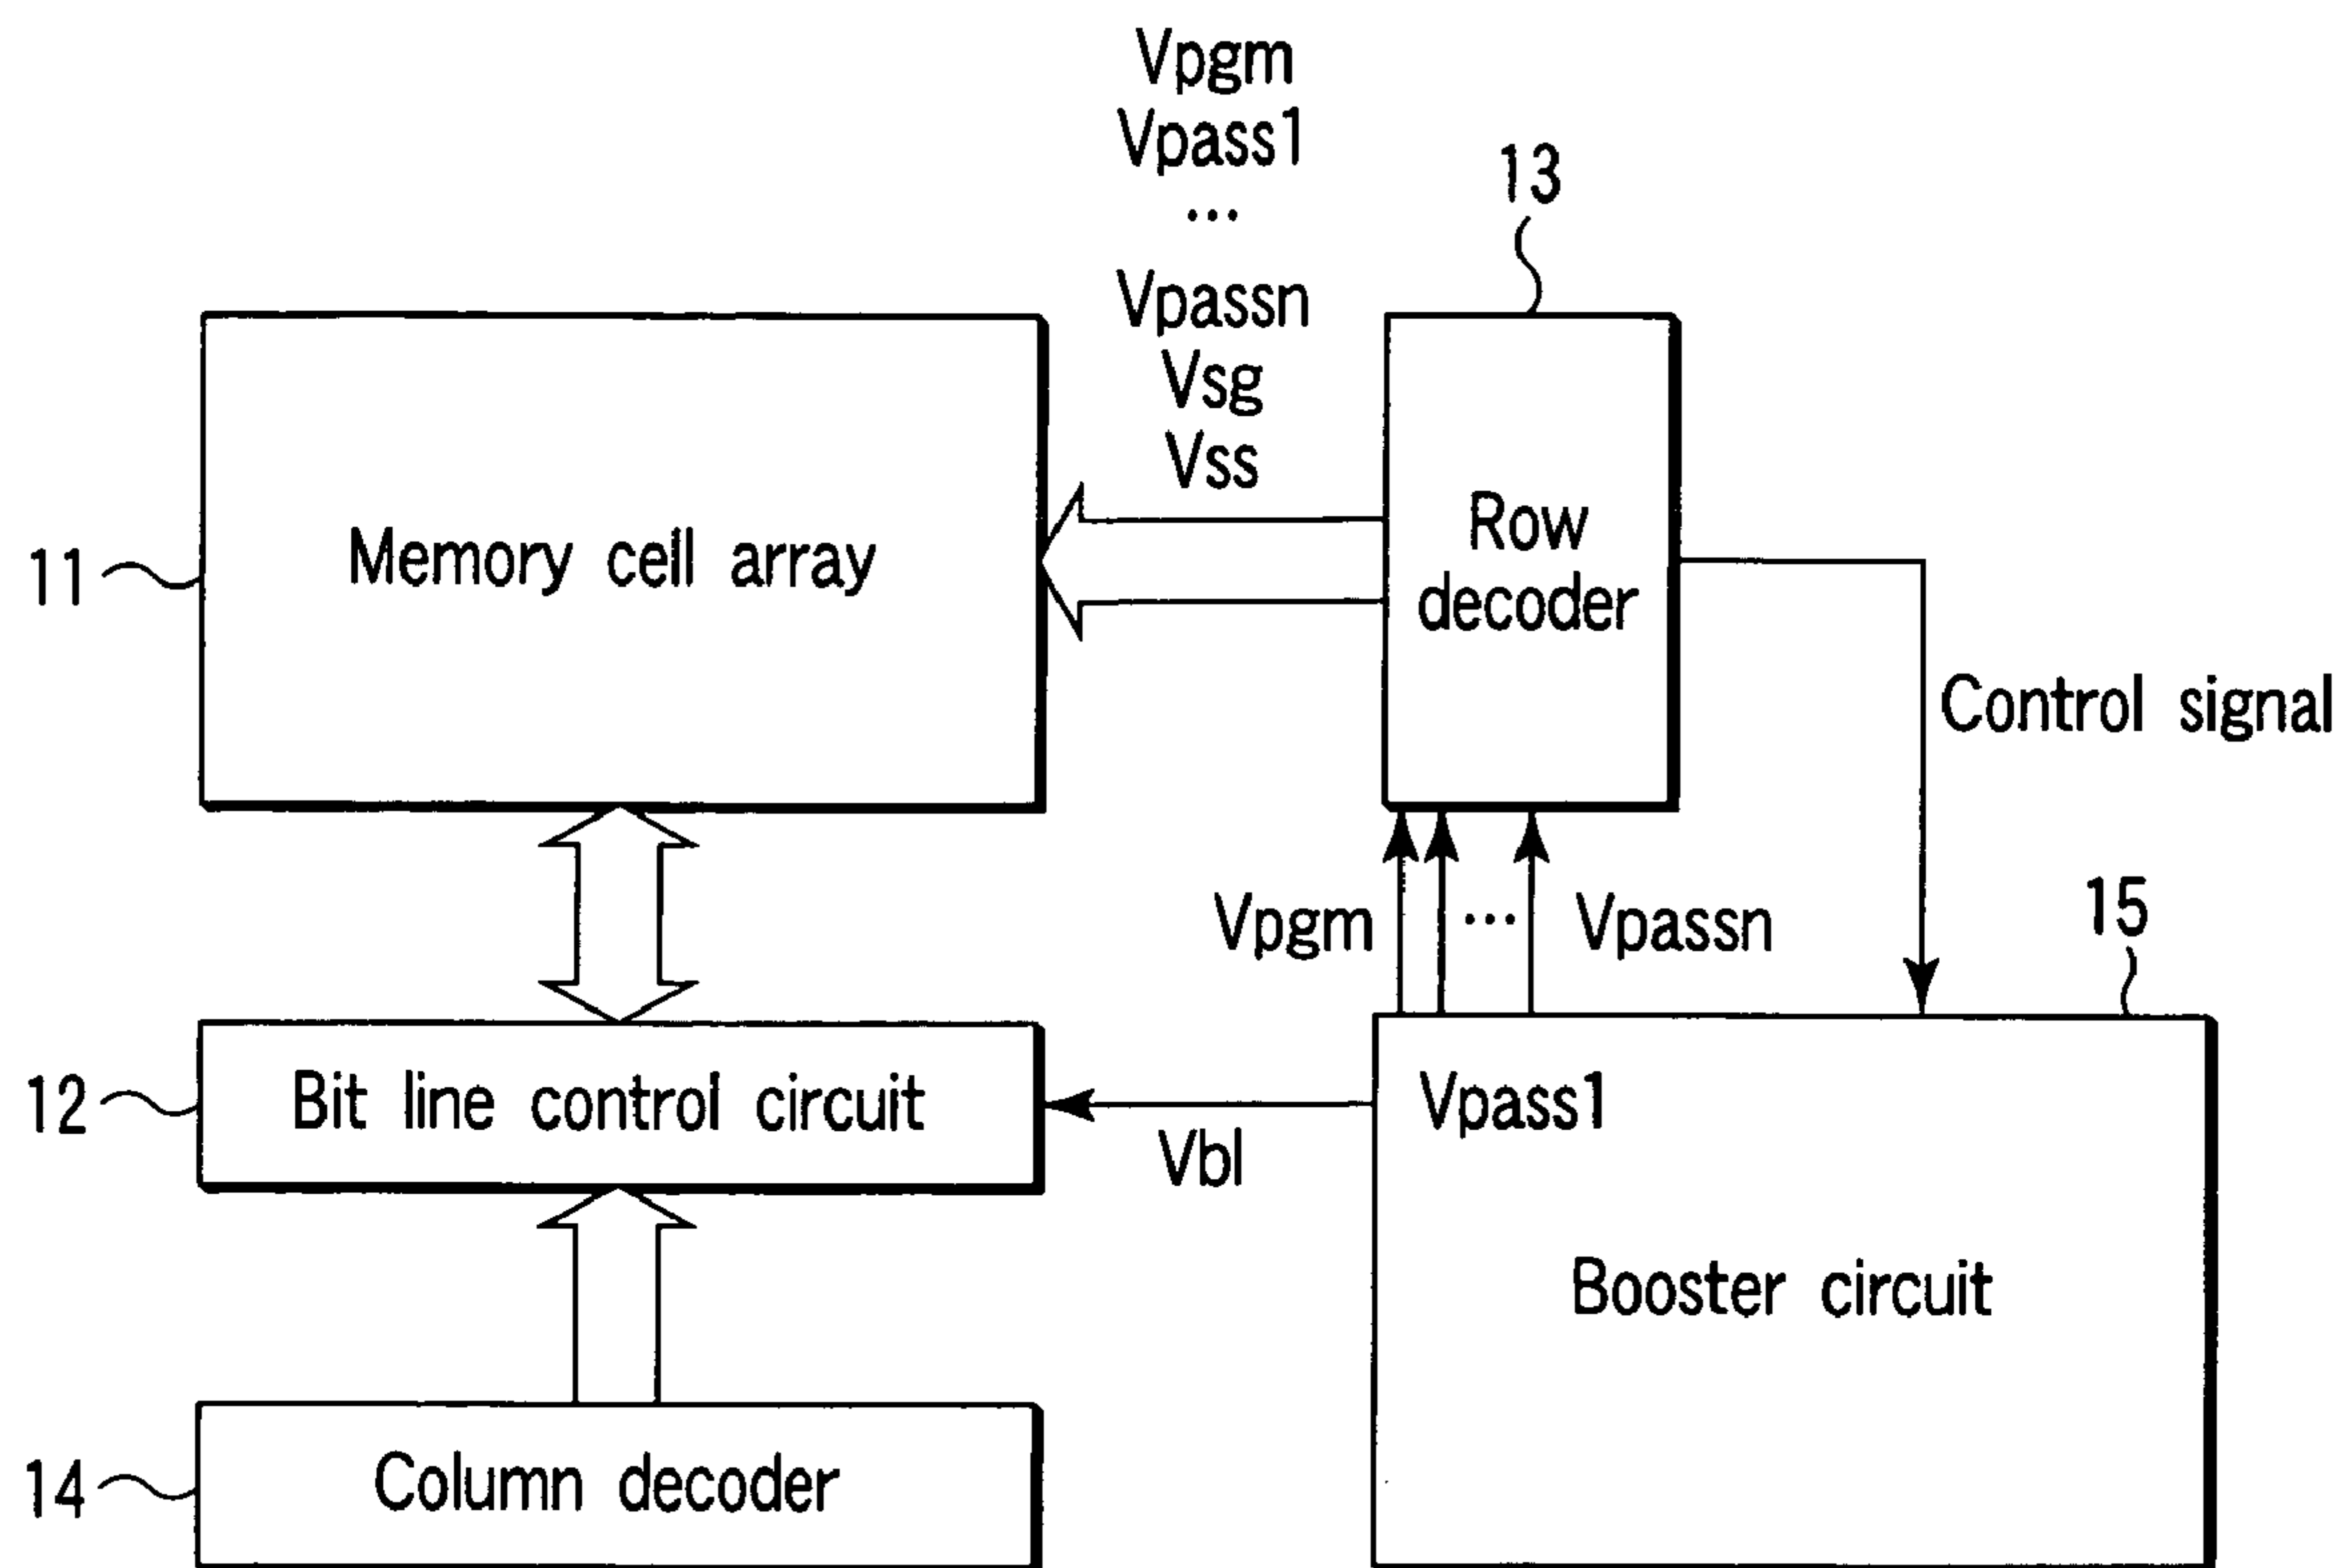 Vpgm
Vpass1
...
Vpassn
Vsg
Vss
13
11
Memory cell array
Row
decoder
Control signal
Vpgm
...
Vpassn
15
12
Bit line control circuit
Vbl
Vpass1
Booster circuit
14
Column decoder